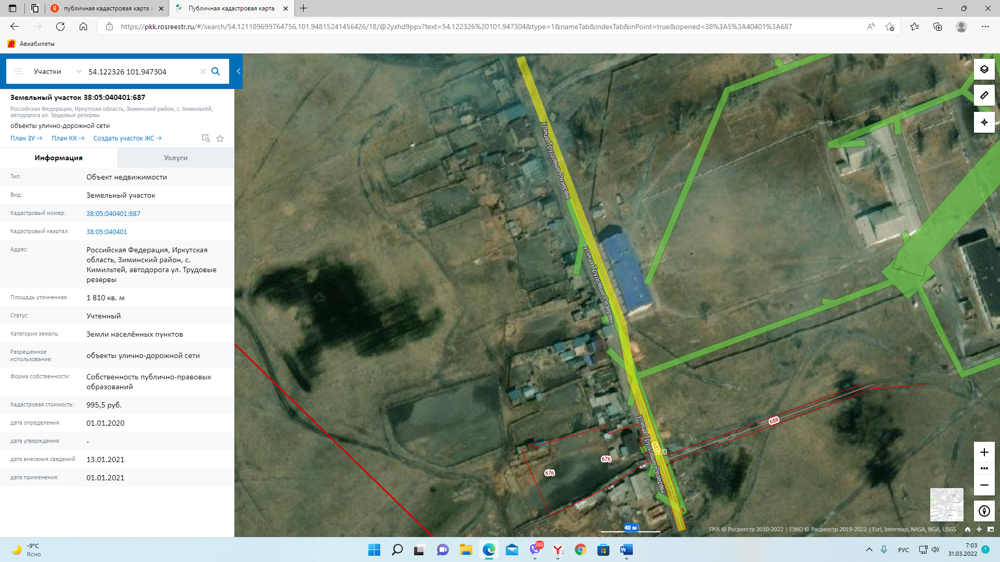 публичная кадастровая карта и
Публичная кадастровая карта
https://pkk.rosreestr.ru/#/search/54.121189699764756,101.94815241456426/18/@2yxhd9ppv?text=54.122326%20101.947304&type=1&nameTab&indexTab&inPoint=true&opened=38%3A5%3A40401%3A687
Авиабилеты
Участки
54.122326 101.947304
Земельный участок 38:05:040401:687
Российская Федерация, Иркутская область, Зиминский район, с. Кимильтей,
автодорога ул. Трудовые резервы
объекты улично-дорожной сети
План ЗУ→ План КК→ Создать участок ЖС→
Информация
Услуги
Тип: Объект недвижимости
Вид: Земельный участок
Кадастровый номер: 38:05:040401:687
Кадастровый квартал: 38:05:040401
Адрес: Российская Федерация, Иркутская
область, Зиминский район, с.
Кимильтей, автодорога ул. Трудовые
резервы
Площадь уточненная: 1 810 кв. м
Статус: Учтенный
Категория земель: Земли населённых пунктов
Разрешенное
использование: объекты улично-дорожной сети
Форма собственности: Собственность публично-правовых
образований
Кадастровая стоимость: 995,5 руб.
дата определения: 01.01.2020
дата утверждения: -
дата внесения сведений: 13.01.2021
дата применения: 01.01.2021
улица Трудовые Резервы
улица Трудовые Резервы
улица Трудовые Резервы
688
687
676
676
40 м
ПКК © Росреестр 2010-2022 | ЕЭКО © Росреестр 2019-2022 | Esri, Intermap, NASA, NGA, USGS
-9°C
Ясно
385
РУС
7:03
31.03.2022
1